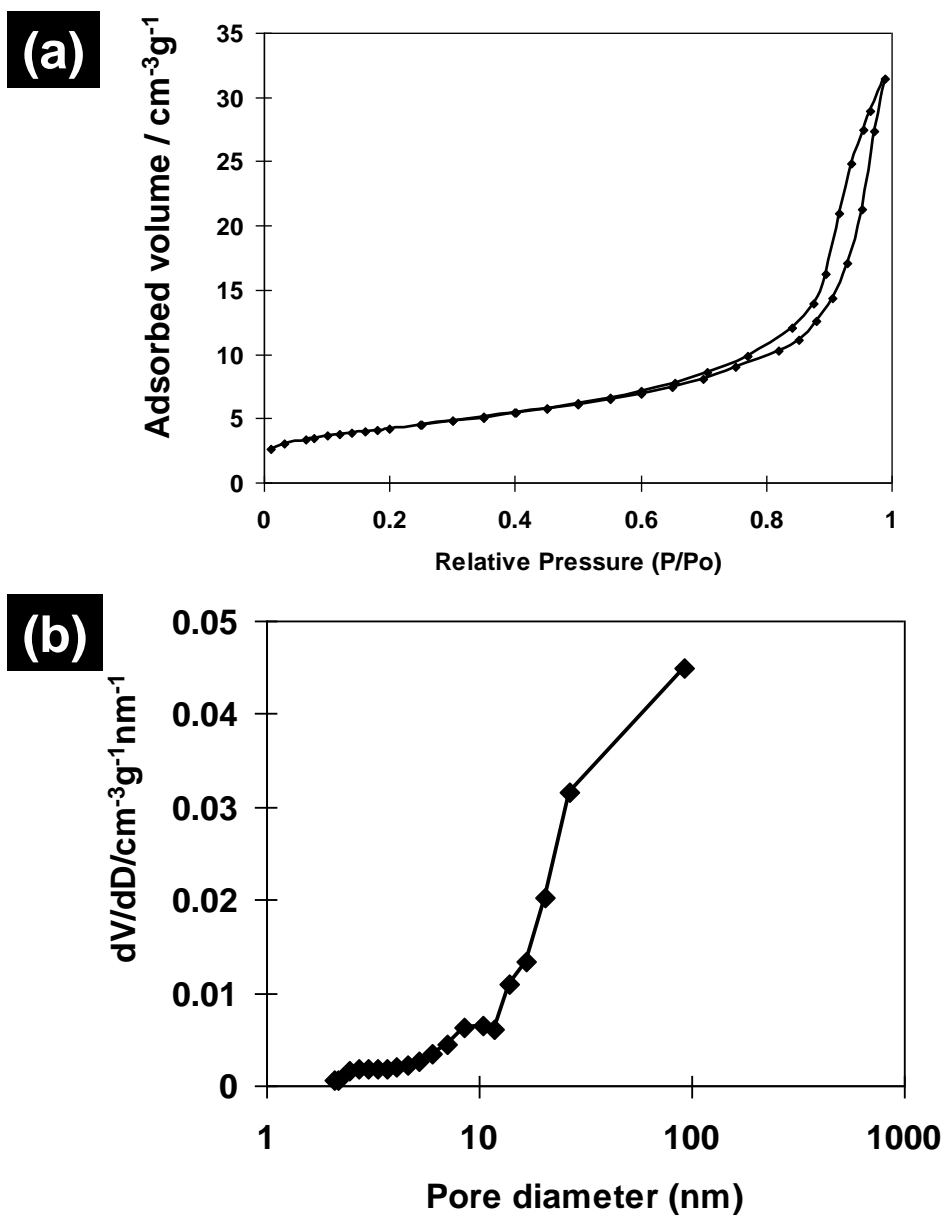 (a)
Adsorbed volume / cm⁻³g⁻¹
35
30
25
20
15
10
5
0
0 0.2 0.4 0.6 0.8 1
Relative Pressure (P/Po)
(b)
dV/dD/cm⁻³g⁻¹nm⁻¹
0.05
0.04
0.03
0.02
0.01
0
1 10 100 1000
Pore diameter (nm)